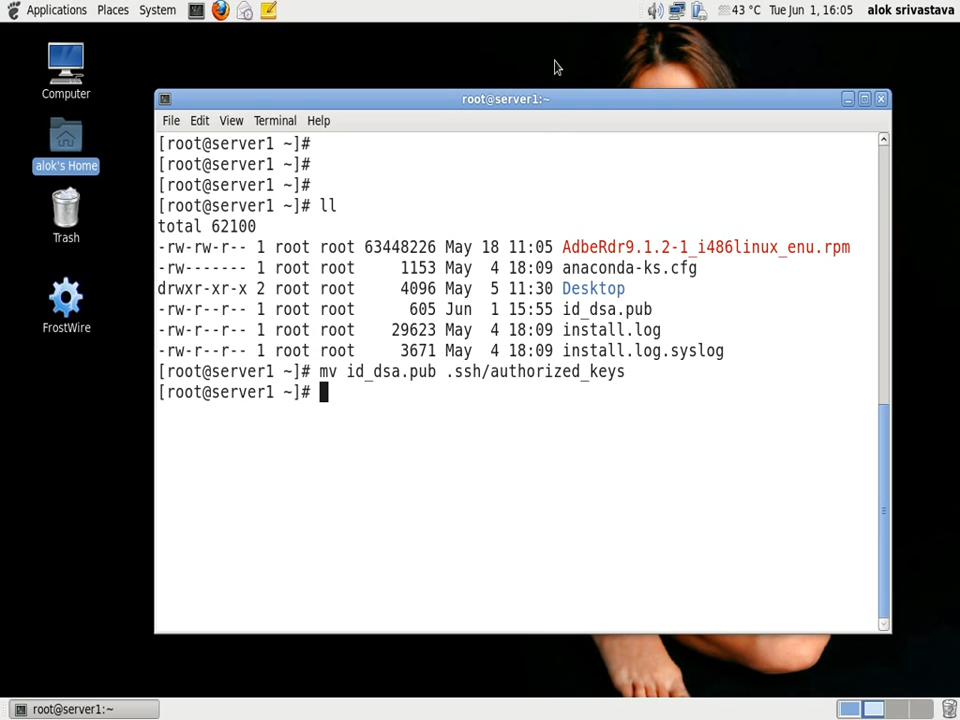 Applications Places System 43 °C Tue Jun 1, 16:05 alok srivastava
Computer
alok's Home
Trash
FrostWire
root@server1:~
File Edit View Terminal Help
[root@server1 ~]#
[root@server1 ~]#
[root@server1 ~]#
[root@server1 ~]# ll
total 62100
-rw-rw-r-- 1 root root 63448226 May 18 11:05 AdbeRdr9.1.2-1_i486linux_enu.rpm
-rw------- 1 root root 1153 May 4 18:09 anaconda-ks.cfg
drwxr-xr-x 2 root root 4096 May 5 11:30 Desktop
-rw-r--r-- 1 root root 605 Jun 1 15:55 id_dsa.pub
-rw-r--r-- 1 root root 29623 May 4 18:09 install.log
-rw-r--r-- 1 root root 3671 May 4 18:09 install.log.syslog
[root@server1 ~]# mv id_dsa.pub .ssh/authorized_keys
[root@server1 ~]#
root@server1:~